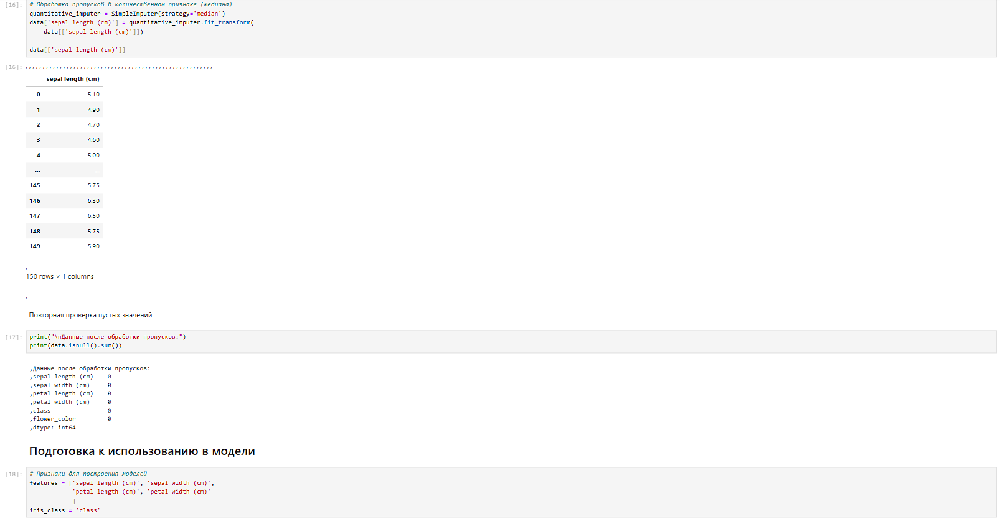 [16]: # Обработка пропусков в количественном признаке (медиана)
quantitative_imputer = SimpleImputer(strategy='median')
data['sepal length (cm)'] = quantitative_imputer.fit_transform(
    data[['sepal length (cm)']])
data[['sepal length (cm)']]
[16]: ,,,,,,,,,,,,,,,,,,,,,,,,,,,,,,,,,,,,,,,,,,,,,,,,,,,,,,,,
sepal length (cm)
0 5.10
1 4.90
2 4.70
3 4.60
4 5.00
... ...
145 5.75
146 6.30
147 6.50
148 5.75
149 5.90
,
150 rows × 1 columns
,
Повторная проверка пустых значений
[17]: print("\nДанные после обработки пропусков:")
print(data.isnull().sum())
,Данные после обработки пропусков:
,sepal length (cm)    0
,sepal width (cm)     0
,petal length (cm)    0
,petal width (cm)     0
,class                0
,flower_color         0
,dtype: int64
Подготовка к использованию в модели
[18]: # Признаки для построения моделей
features = ['sepal length (cm)', 'sepal width (cm)',
            'petal length (cm)', 'petal width (cm)'
            ]
iris_class = 'class'